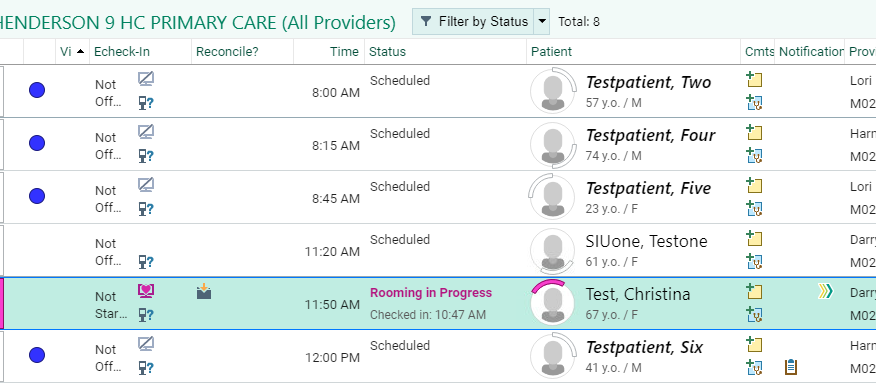 HENDERSON 9 HC PRIMARY CARE (All Providers) Filter by Status Total: 8
Vi Echeck-In Reconcile? Time Status Patient Cmts Notification Provi
Not Off... ? 8:00 AM Scheduled Testpatient, Two Lori
57 y.o. / M M02
Not Off... ? 8:15 AM Scheduled Testpatient, Four Harr
74 y.o. / M M02
Not Off... ? 8:45 AM Scheduled Testpatient, Five Lori
23 y.o. / F M02
Not Off... ? 11:20 AM Scheduled SIUone, Testone Darry
61 y.o. / F M02
Not Star... ? 11:50 AM Rooming in Progress Test, Christina Darry
Checked in: 10:47 AM 67 y.o. / F M02
Not Off... ? 12:00 PM Scheduled Testpatient, Six Harr
41 y.o. / M M02